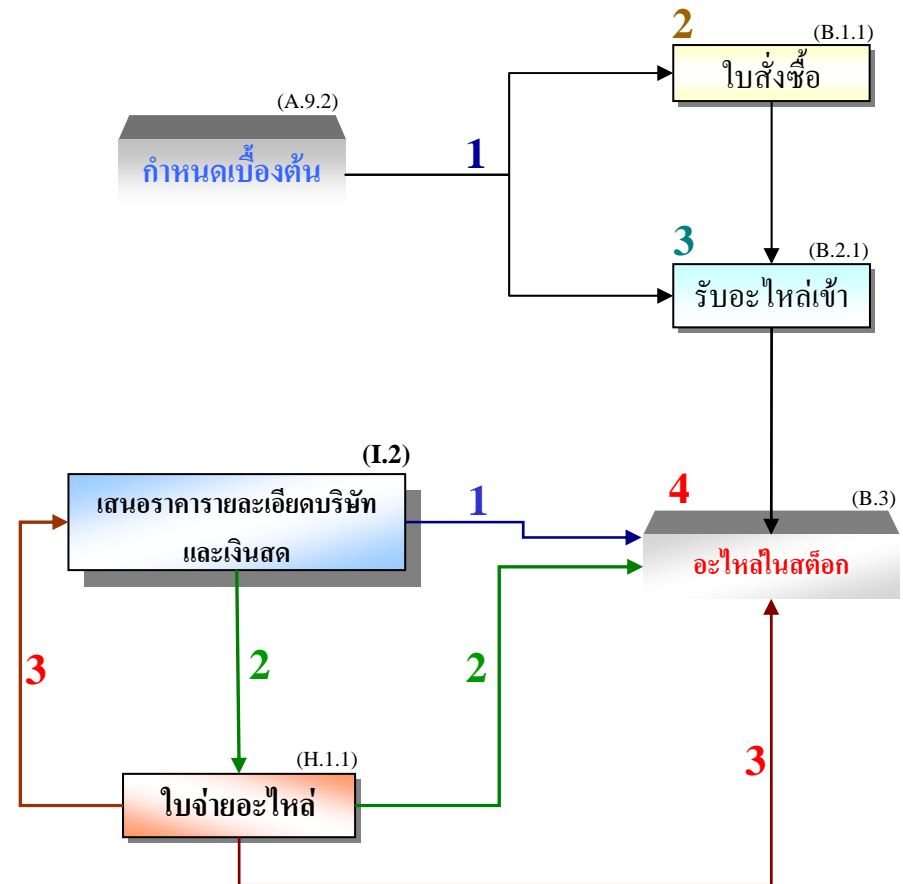 2
(B.1.1)
ใบสั่งซื้อ
(A.9.2)
กำหนดเบื้องต้น
1
3
(B.2.1)
รับอะไหล่เข้า
(I.2)
เสนอราคารายละเอียดบริษัท
และเงินสด
1
4
(B.3)
อะไหล่ในสต็อก
3
2
2
(H.1.1)
ใบจ่ายอะไหล่
3